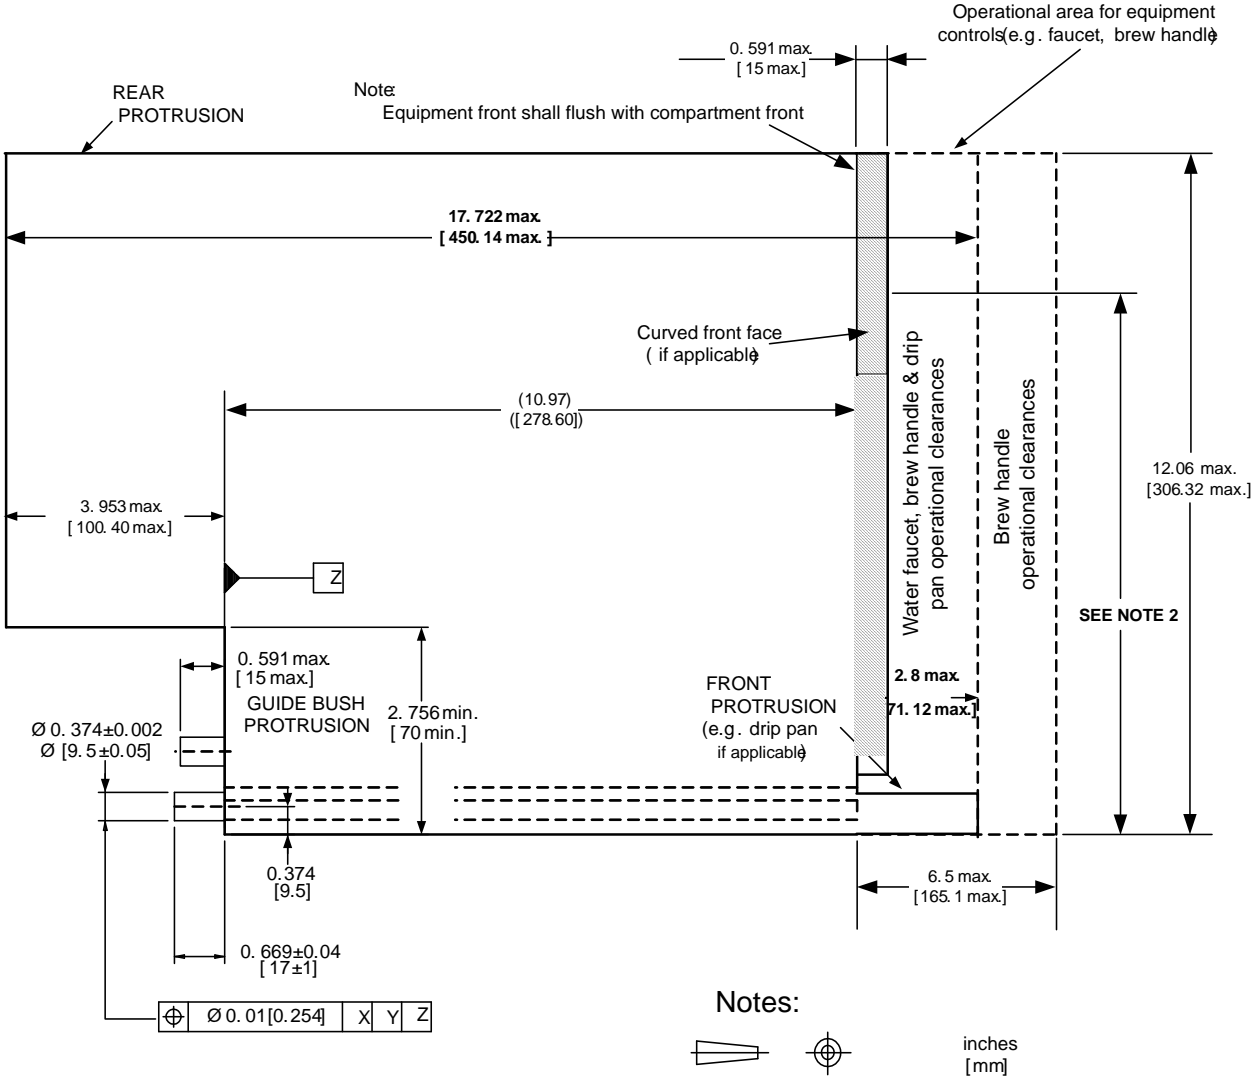 Operational area for equipment
controls(e.g. faucet, brew handle)
0.591 max.
[15 max.]
REAR
PROTRUSION
Note:
Equipment front shall flush with compartment front
17.722 max.
[450.14 max.]
Curved front face
( if applicable)
(10.97)
([278.60])
Water faucet, brew handle & drip
pan operational clearances
Brew handle
operational clearances
12.06 max.
[306.32 max.]
3.953 max.
[100.40 max.]
Z
SEE NOTE 2
0.591 max.
[15 max.]
GUIDE BUSH
PROTRUSION
2.756 min.
[70 min.]
FRONT
PROTRUSION
(e.g. drip pan
if applicable)
2.8 max.
71.12 max.]
Ø 0.374±0.002
Ø [9.5±0.05]
0.374
[9.5]
6.5 max.
[165.1 max.]
0.669±0.04
[17±1]
Ø 0.01[0.254] X Y Z
Notes:
inches
[mm]